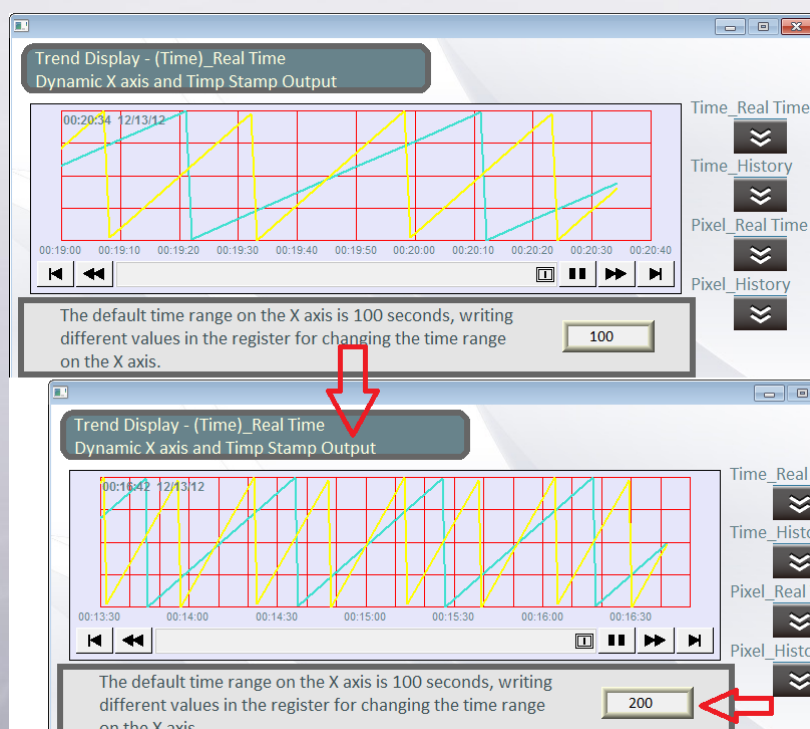 Trend Display - (Time)_Real Time
Dynamic X axis and Timp Stamp Output
00:20:34 12/13/12
Time_Real Time
Time_History
Pixel_Real Time
Pixel_History
00:19:00 00:19:10 00:19:20 00:19:30 00:19:40 00:19:50 00:20:00 00:20:10 00:20:20 00:20:30 00:20:40
The default time range on the X axis is 100 seconds, writing
different values in the register for changing the time range
on the X axis.
100
Trend Display - (Time)_Real Time
Dynamic X axis and Timp Stamp Output
00:16:42 12/13/12
Time_Real
Time_Histo
Pixel_Real
Pixel_Histo
00:13:30 00:14:00 00:14:30 00:15:00 00:15:30 00:16:00 00:16:30
The default time range on the X axis is 100 seconds, writing
different values in the register for changing the time range
on the X axis.
200